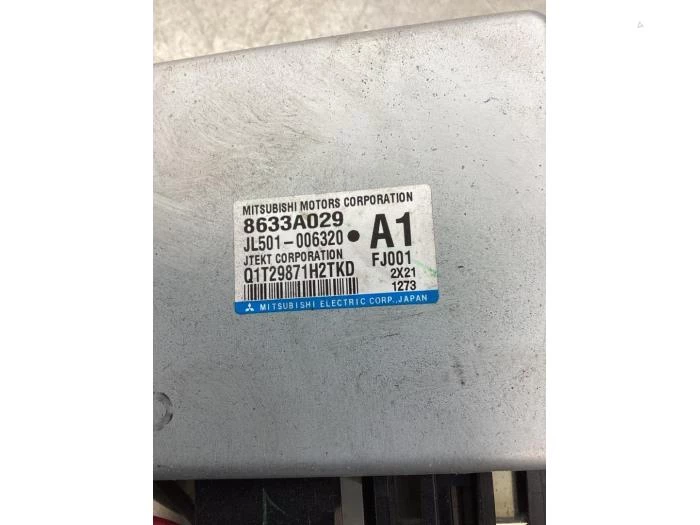 MITSUBISHI MOTORS CORPORATION
8633A029
JL501-006320 • A1
JTEKT CORPORATION FJ001
Q1T29871H2TKD 2X21
1273
MITSUBISHI ELECTRIC CORP., JAPAN